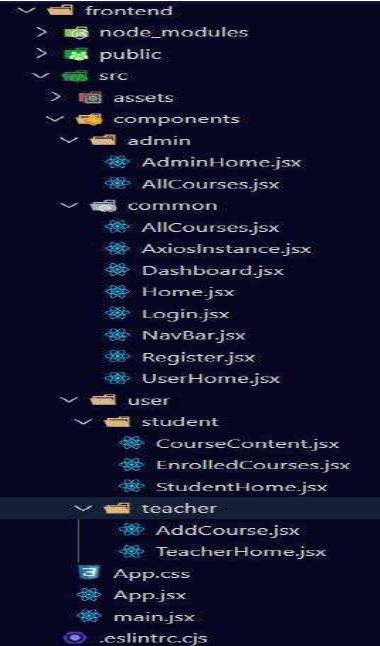 frontend
node_modules
public
src
assets
components
admin
AdminHome.jsx
AllCourses.jsx
common
AllCourses.jsx
AxiosInstance.jsx
Dashboard.jsx
Home.jsx
Login.jsx
NavBar.jsx
Register.jsx
UserHome.jsx
user
student
CourseContent.jsx
EnrolledCourses.jsx
StudentHome.jsx
teacher
AddCourse.jsx
TeacherHome.jsx
App.css
App.jsx
main.jsx
.eslintrc.cjs